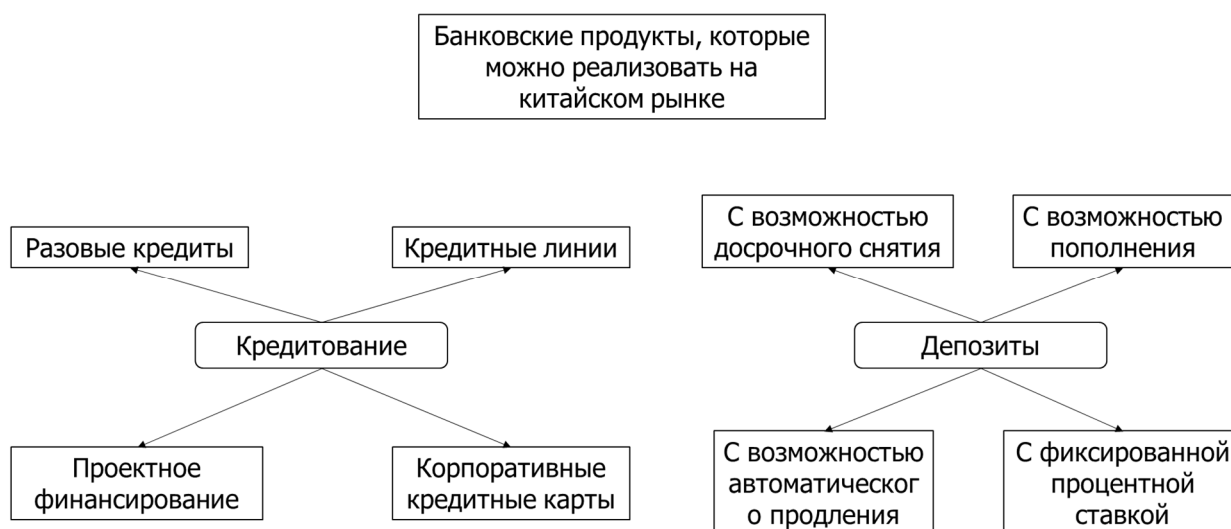 Банковские продукты, которые
можно реализовать на
китайском рынке
Разовые кредиты
Кредитные линии
Кредитование
Проектное
финансирование
Корпоративные
кредитные карты
С возможностью
досрочного снятия
С возможностью
пополнения
Депозиты
С возможностью
автоматическог
о продления
С фиксированной
процентной
ставкой